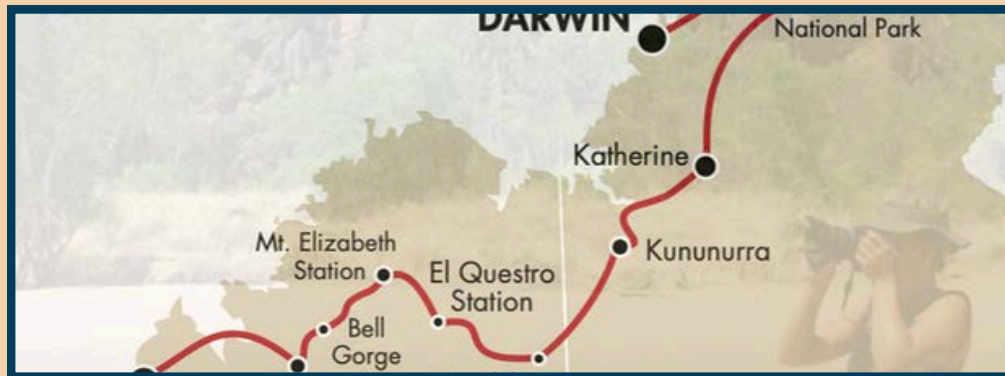 DARWIN
National Park
Katherine
Kununurra
Mt. Elizabeth
Station
El Questro
Station
Bell
Gorge